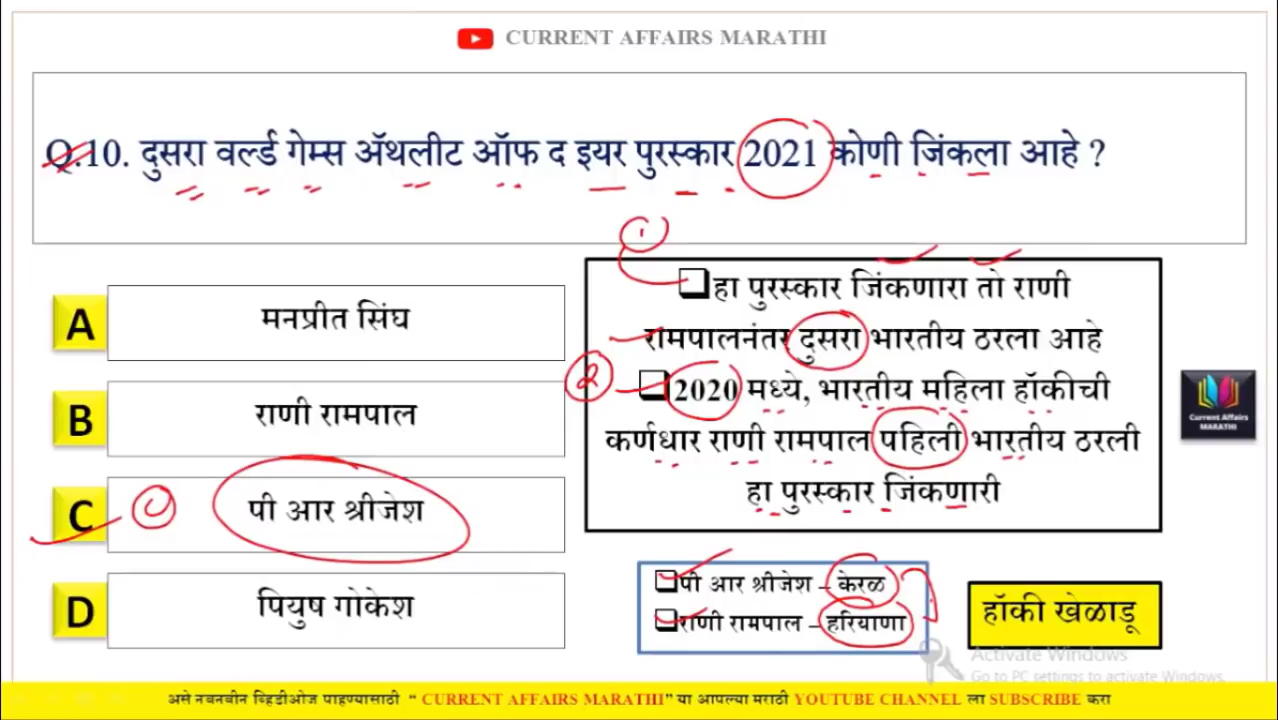 CURRENT AFFAIRS MARATHI
Q.10. दुसरा वर्ल्ड गेम्स ॲथलीट ऑफ द इयर पुरस्कार 2021 कोणी जिंकला आहे ?
A मनप्रीत सिंघ
B राणी रामपाल
C पी आर श्रीजेश
D पियुष गोकेश
1
हा पुरस्कार जिंकणारा तो राणी
रामपालनंतर दुसरा भारतीय ठरला आहे
2
2020 मध्ये, भारतीय महिला हॉकीची
कर्णधार राणी रामपाल पहिली भारतीय ठरली
हा पुरस्कार जिंकणारी
पी आर श्रीजेश – केरळ
राणी रामपाल – हरियाणा
हॉकी खेळाडू
Current Affairs
MARATHI
Activate Windows
Go to PC settings to activate Windows.
असे नवनवीन व्हिडीओज पाहण्यासाठी “ CURRENT AFFAIRS MARATHI” या आपल्या मराठी YOUTUBE CHANNEL ला SUBSCRIBE करा